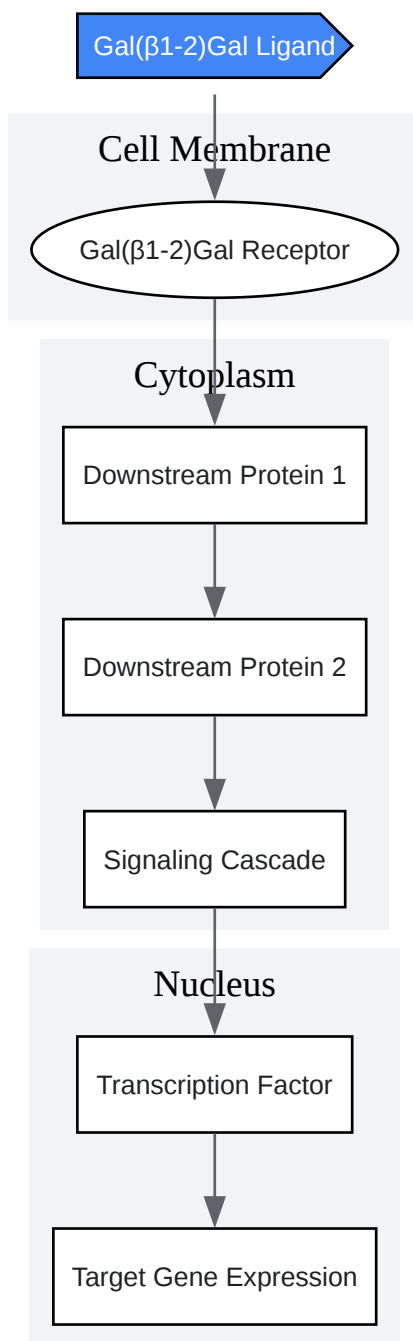 Gal(β1-2)Gal Ligand
Cell Membrane
Gal(β1-2)Gal Receptor
Cytoplasm
Downstream Protein 1
Downstream Protein 2
Signaling Cascade
Nucleus
Transcription Factor
Target Gene Expression